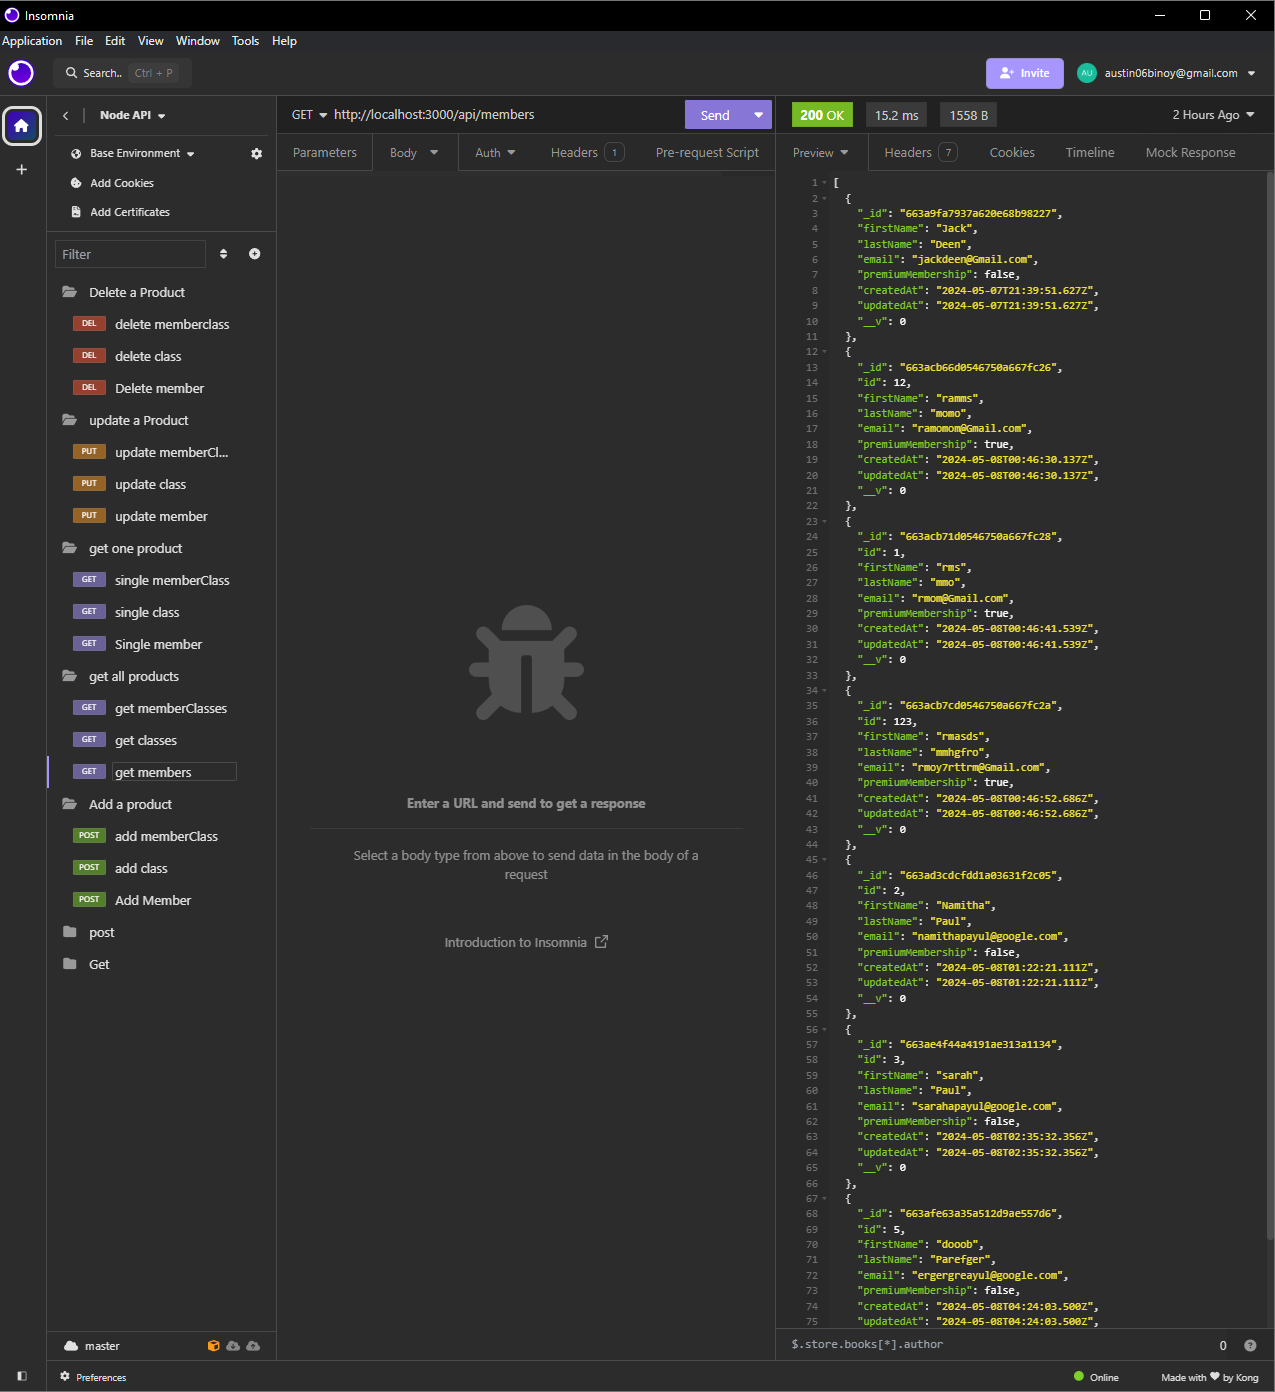 Insomnia
Application File Edit View Window Tools Help
Search.. Ctrl + P
Invite
AU austin06binoy@gmail.com
Node API
Base Environment
Add Cookies
Add Certificates
Filter
Delete a Product
DEL delete memberclass
DEL delete class
DEL Delete member
update a Product
PUT update memberCl...
PUT update class
PUT update member
get one product
GET single memberClass
GET single class
GET Single member
get all products
GET get memberClasses
GET get classes
GET get members
Add a product
POST add memberClass
POST add class
POST Add Member
post
Get
master
GET http://localhost:3000/api/members
Send
Parameters Body Auth Headers 1 Pre-request Script
Enter a URL and send to get a response
Select a body type from above to send data in the body of a
request
Introduction to Insomnia
200 OK 15.2 ms 1558 B 2 Hours Ago
Preview Headers 7 Cookies Timeline Mock Response
1 [
2 {
3 "_id": "663a9fa7937a620e68b98227",
4 "firstName": "Jack",
5 "lastName": "Deen",
6 "email": "jackdeen@Gmail.com",
7 "premiumMembership": false,
8 "createdAt": "2024-05-07T21:39:51.627Z",
9 "updatedAt": "2024-05-07T21:39:51.627Z",
10 "__v": 0
11 },
12 {
13 "_id": "663acb66d0546750a667fc26",
14 "id": 12,
15 "firstName": "ramms",
16 "lastName": "momo",
17 "email": "ramomom@Gmail.com",
18 "premiumMembership": true,
19 "createdAt": "2024-05-08T00:46:30.137Z",
20 "updatedAt": "2024-05-08T00:46:30.137Z",
21 "__v": 0
22 },
23 {
24 "_id": "663acb71d0546750a667fc28",
25 "id": 1,
26 "firstName": "rms",
27 "lastName": "mmo",
28 "email": "rmom@Gmail.com",
29 "premiumMembership": true,
30 "createdAt": "2024-05-08T00:46:41.539Z",
31 "updatedAt": "2024-05-08T00:46:41.539Z",
32 "__v": 0
33 },
34 {
35 "_id": "663acb7cd0546750a667fc2a",
36 "id": 123,
37 "firstName": "rmasds",
38 "lastName": "mmhgfro",
39 "email": "rmoy7rttrm@Gmail.com",
40 "premiumMembership": true,
41 "createdAt": "2024-05-08T00:46:52.686Z",
42 "updatedAt": "2024-05-08T00:46:52.686Z",
43 "__v": 0
44 },
45 {
46 "_id": "663ad3cdcfdd1a03631f2c05",
47 "id": 2,
48 "firstName": "Namitha",
49 "lastName": "Paul",
50 "email": "namithapayul@google.com",
51 "premiumMembership": false,
52 "createdAt": "2024-05-08T01:22:21.111Z",
53 "updatedAt": "2024-05-08T01:22:21.111Z",
54 "__v": 0
55 },
56 {
57 "_id": "663ae4f44a4191ae313a1134",
58 "id": 3,
59 "firstName": "sarah",
60 "lastName": "Paul",
61 "email": "sarahapayul@google.com",
62 "premiumMembership": false,
63 "createdAt": "2024-05-08T02:35:32.356Z",
64 "updatedAt": "2024-05-08T02:35:32.356Z",
65 "__v": 0
66 },
67 {
68 "_id": "663afe63a35a512d9ae557d6",
69 "id": 5,
70 "firstName": "dooob",
71 "lastName": "Parefger",
72 "email": "ergergreayul@google.com",
73 "premiumMembership": false,
74 "createdAt": "2024-05-08T04:24:03.500Z",
75 "updatedAt": "2024-05-08T04:24:03.500Z",
$.store.books[*].author 0
Preferences
Online Made with by Kong